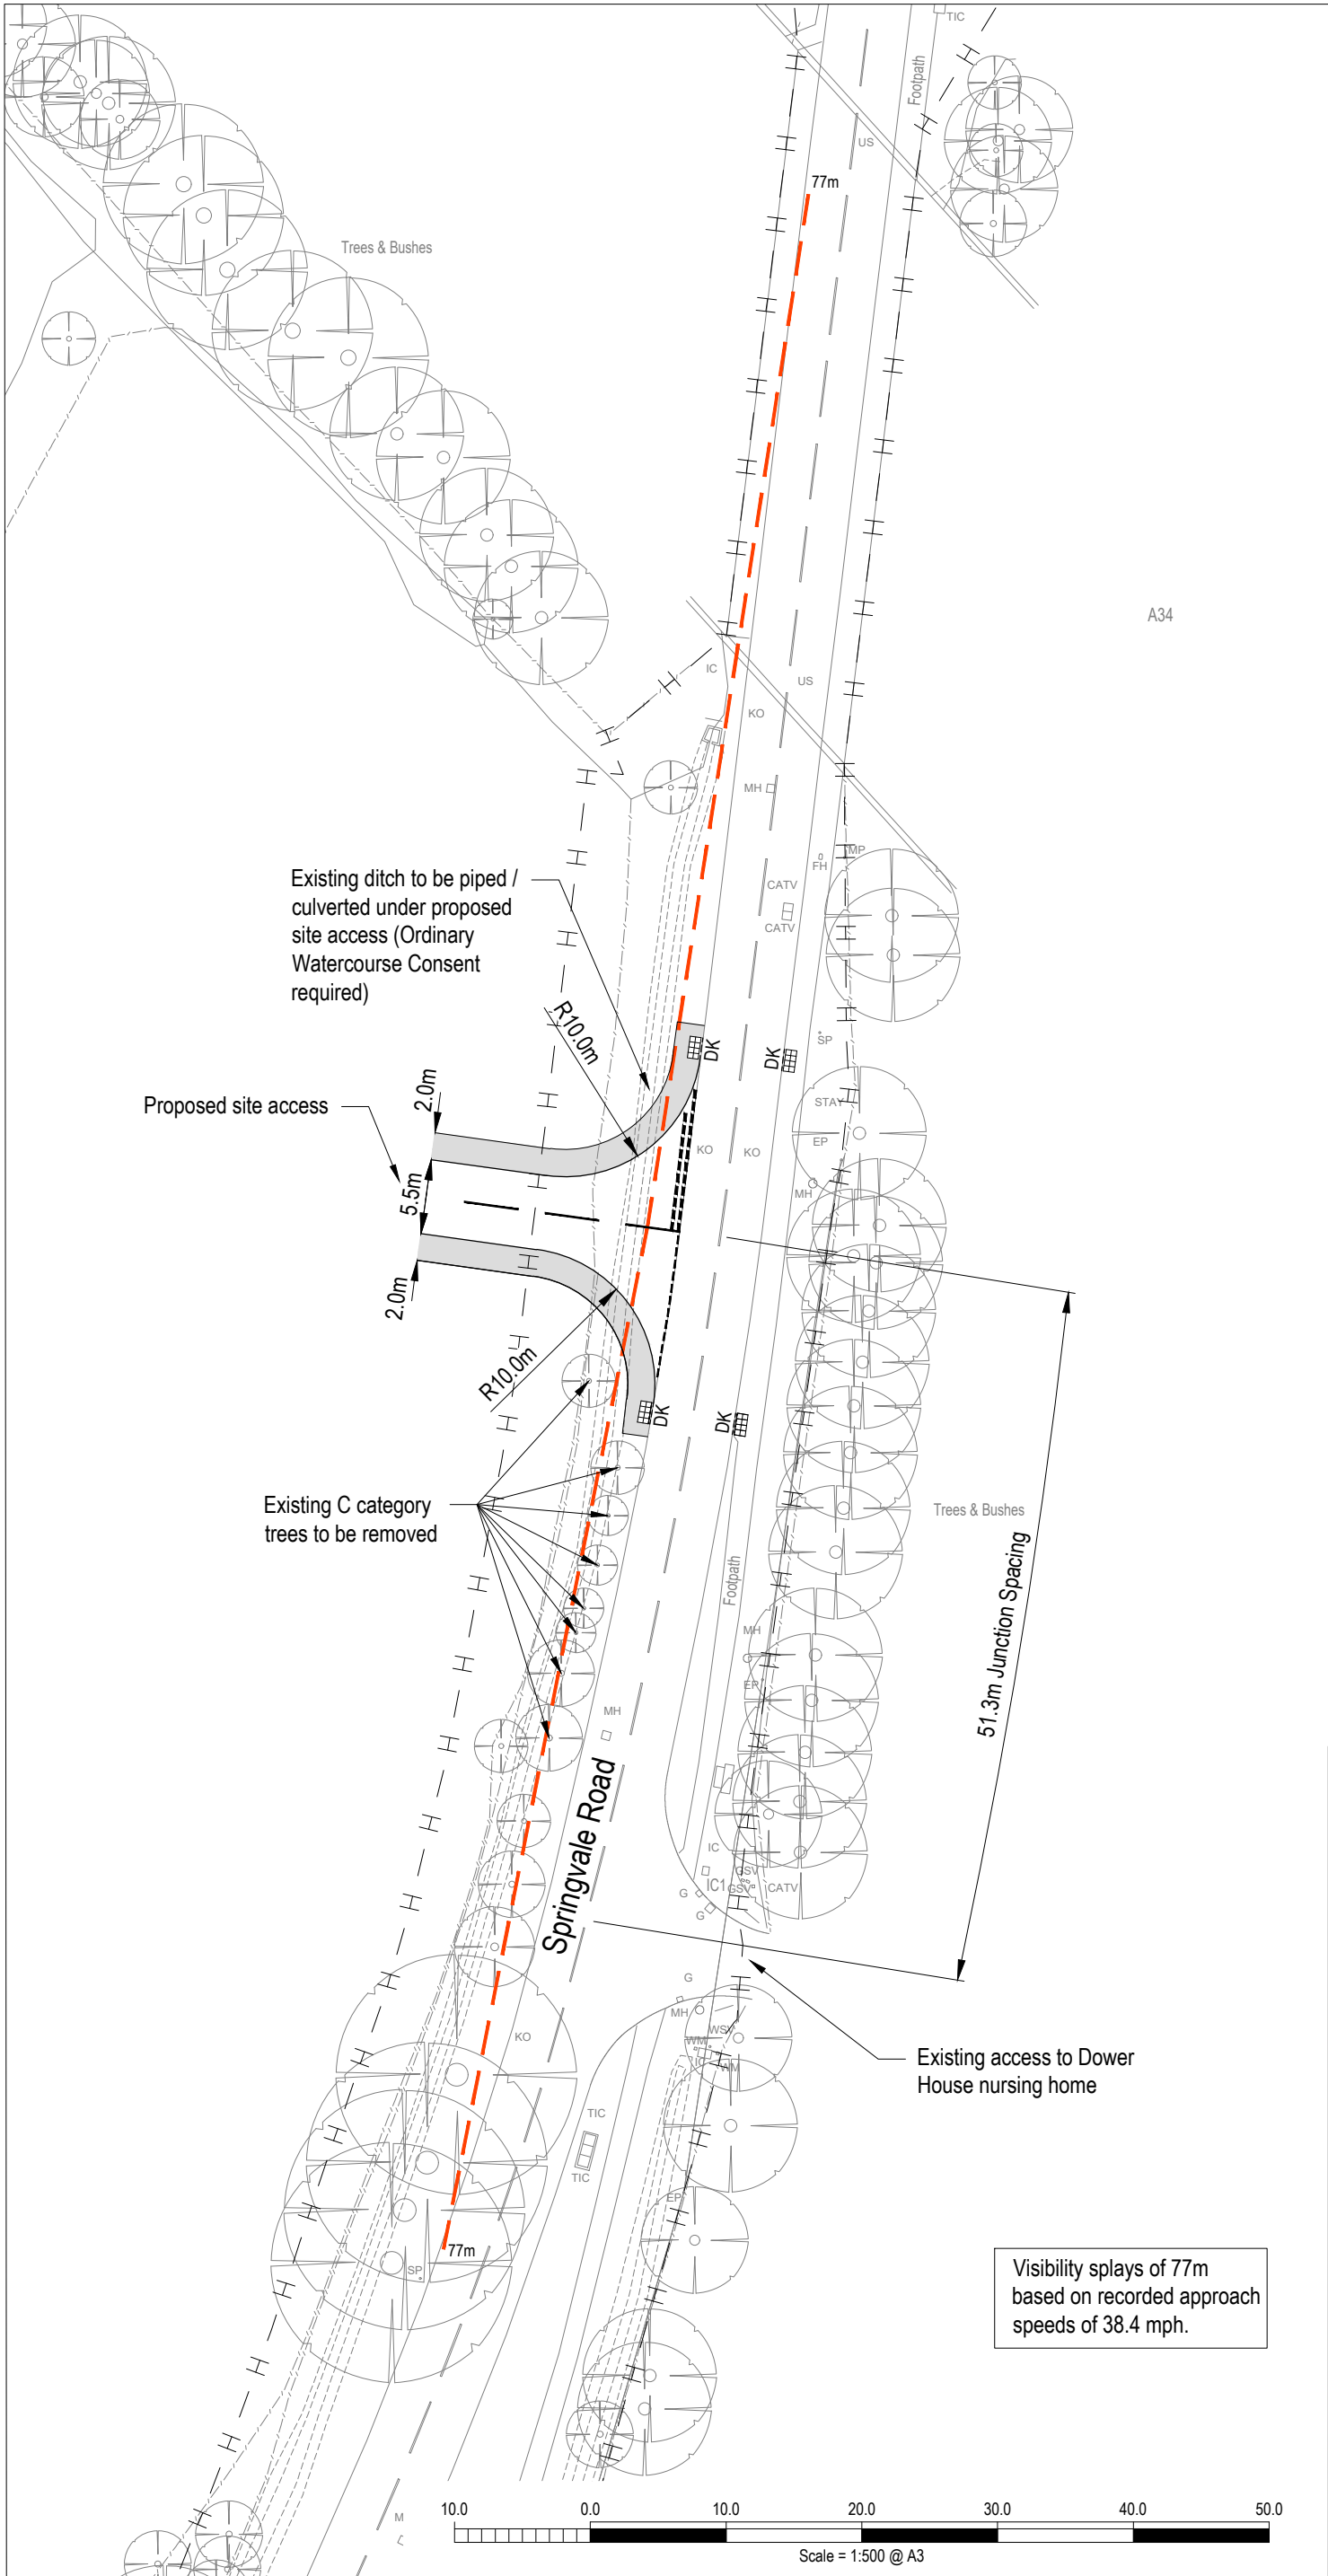 TIC
Footpath
US
77m
Trees & Bushes
A34
IC
US
KO
MH
MP
FH
CATV
CATV
Existing ditch to be piped /
culverted under proposed
site access (Ordinary
Watercourse Consent
required)
R10.0m
DK
DK
SP
Proposed site access
2.0m
STAY
EP
KO
KO
MH
5.5m
2.0m
R10.0m
DK
DK
Existing C category
trees to be removed
Trees & Bushes
51.3m Junction Spacing
Footpath
MH
EP
MH
Springvale Road
IC
GSV
IC1
GSV
CATV
G
G
G
MH
WSV
WM
IC
WM
KO
Existing access to Dower
House nursing home
TIC
TIC
EP
77m
SP
Visibility splays of 77m
based on recorded approach
speeds of 38.4 mph.
M
10.0 0.0 10.0 20.0 30.0 40.0 50.0
Scale = 1:500 @ A3